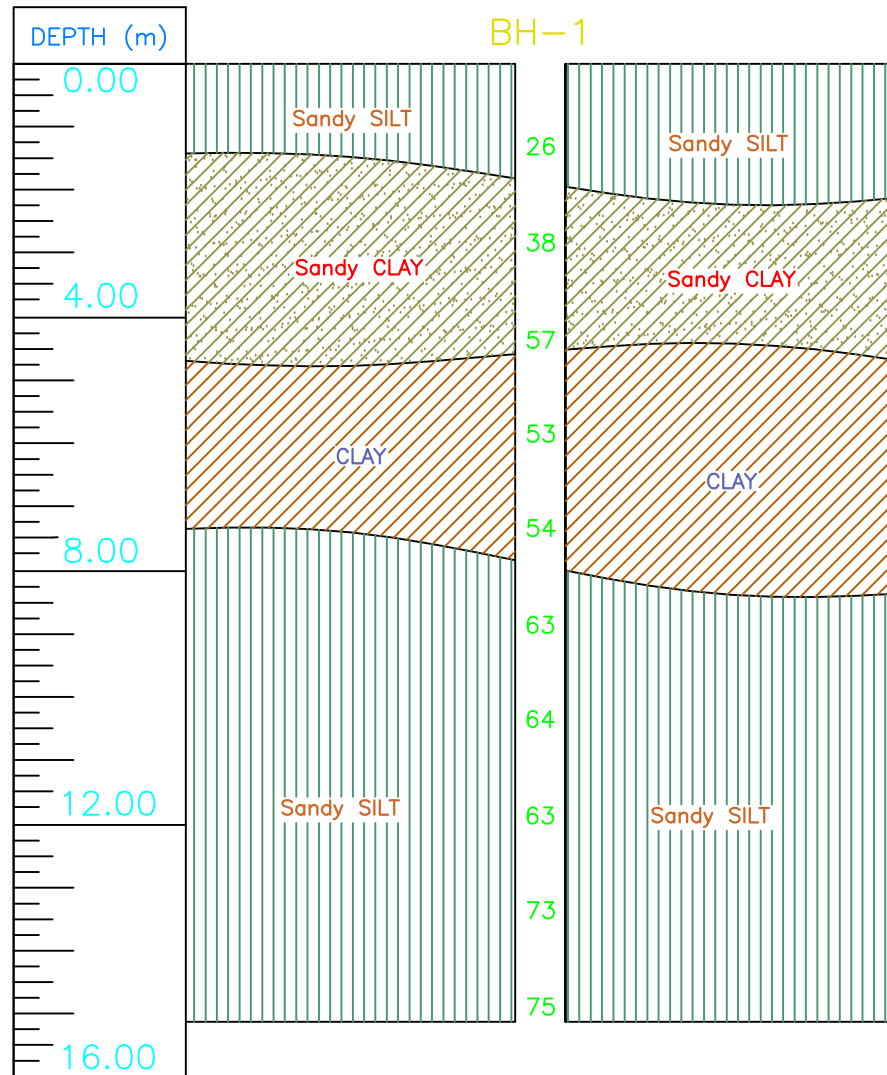 DEPTH (m)
BH-1
0.00
Sandy SILT
26
Sandy SILT
38
Sandy CLAY
Sandy CLAY
4.00
57
53
CLAY
CLAY
54
8.00
63
64
12.00
Sandy SILT
63
Sandy SILT
73
75
16.00